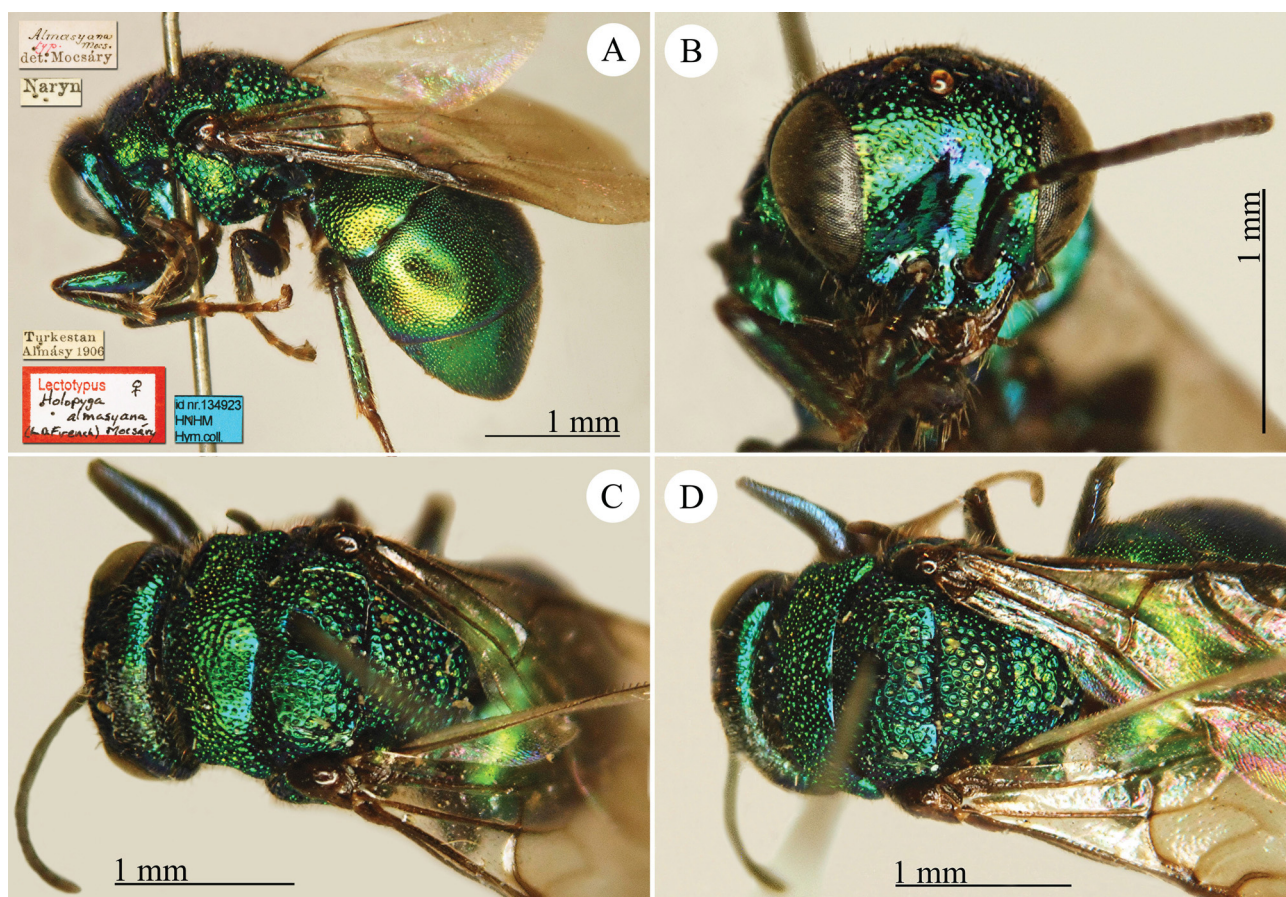 Almasyana
typ. Mocs.
det. Mocsáry
A
Naryn
Turkestan
Almásy 1906
Lectotypus ♀
Holopyga
almasyana
(L.D.French) Mocsáry
id nr.134923
HNHM
Hym.coll.
1 mm
B
1 mm
C
1 mm
D
1 mm